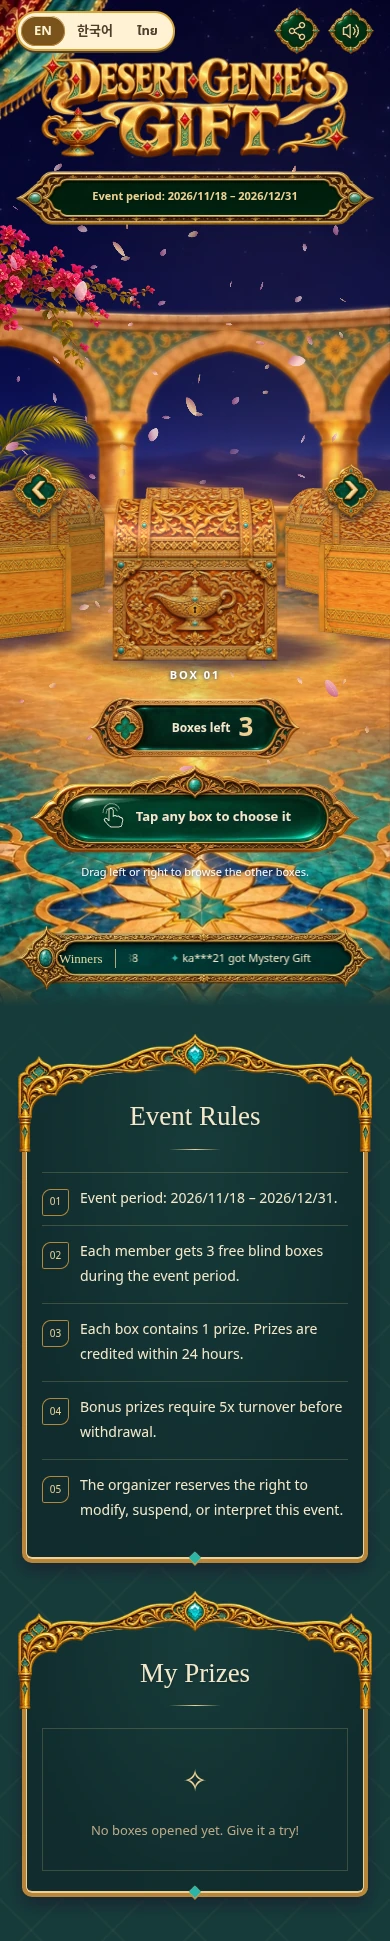 EN 한국어 ไทย
DESERT GENIE'S
GIFT
Event period: 2026/11/18 – 2026/12/31
BOX 01
Boxes left 3
Tap any box to choose it
Drag left or right to browse the other boxes.
Winners 8 ✦ ka***21 got Mystery Gift
Event Rules
01 Event period: 2026/11/18 – 2026/12/31.
02 Each member gets 3 free blind boxes
during the event period.
03 Each box contains 1 prize. Prizes are
credited within 24 hours.
04 Bonus prizes require 5x turnover before
withdrawal.
05 The organizer reserves the right to
modify, suspend, or interpret this event.
My Prizes
No boxes opened yet. Give it a try!